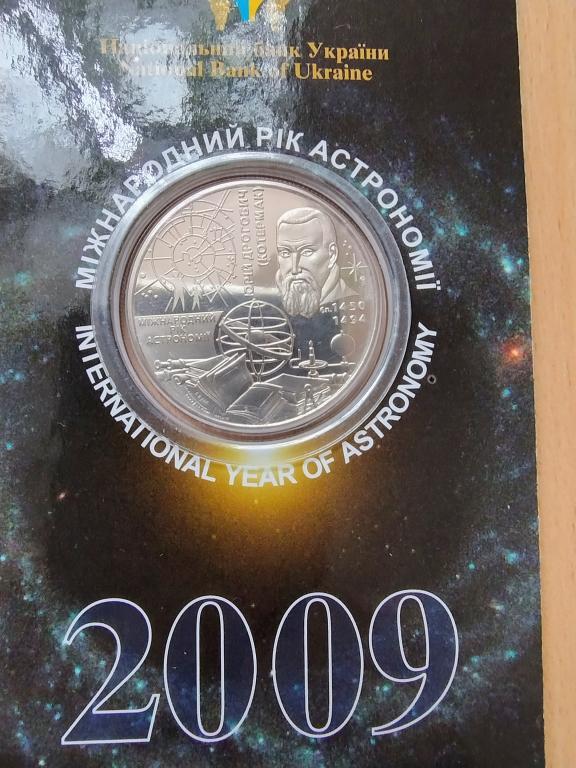 Національний банк України
National Bank of Ukraine
МІЖНАРОДНИЙ РІК АСТРОНОМІЇ
ЮРІЙ ДРОГОБИЧ
(КОТЕРМАК)
бл. 1450
1494
МІЖНАРОДНИЙ
РІК
АСТРОНОМІЇ
INTERNATIONAL YEAR OF ASTRONOMY
2009